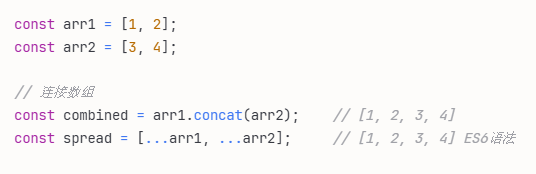 const arr1 = [1, 2];
const arr2 = [3, 4];
// 连接数组
const combined = arr1.concat(arr2);    // [1, 2, 3, 4]
const spread = [...arr1, ...arr2];     // [1, 2, 3, 4] ES6语法